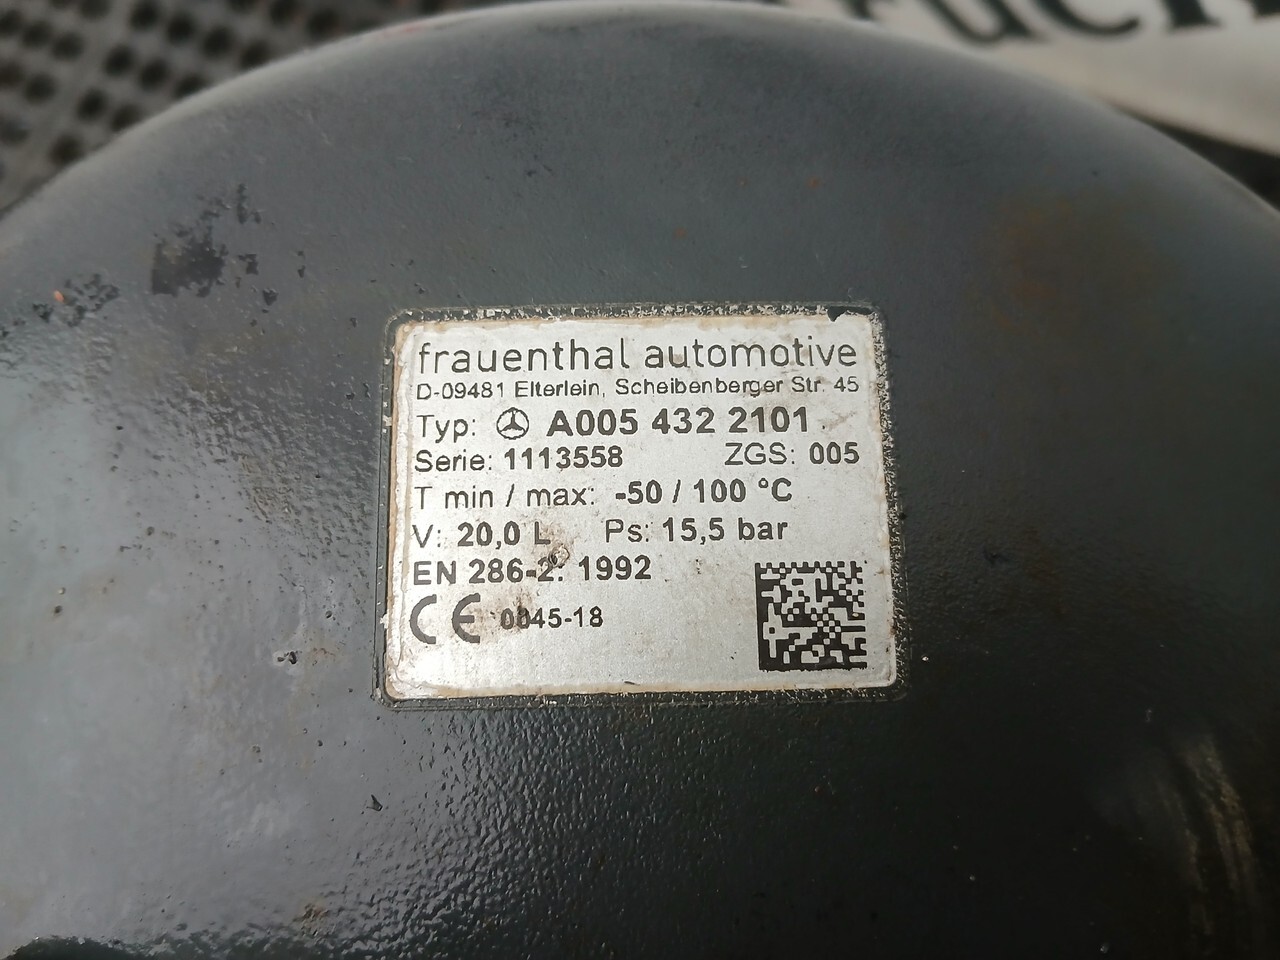 frauenthal automotive
D-09481 Elterlein, Scheibenberger Str. 45
Typ: A005 432 2101
Serie: 1113558 ZGS: 005
T min / max: -50 / 100 °C
V: 20,0 L Ps: 15,5 bar
EN 286-2: 1992
CE 0045-18